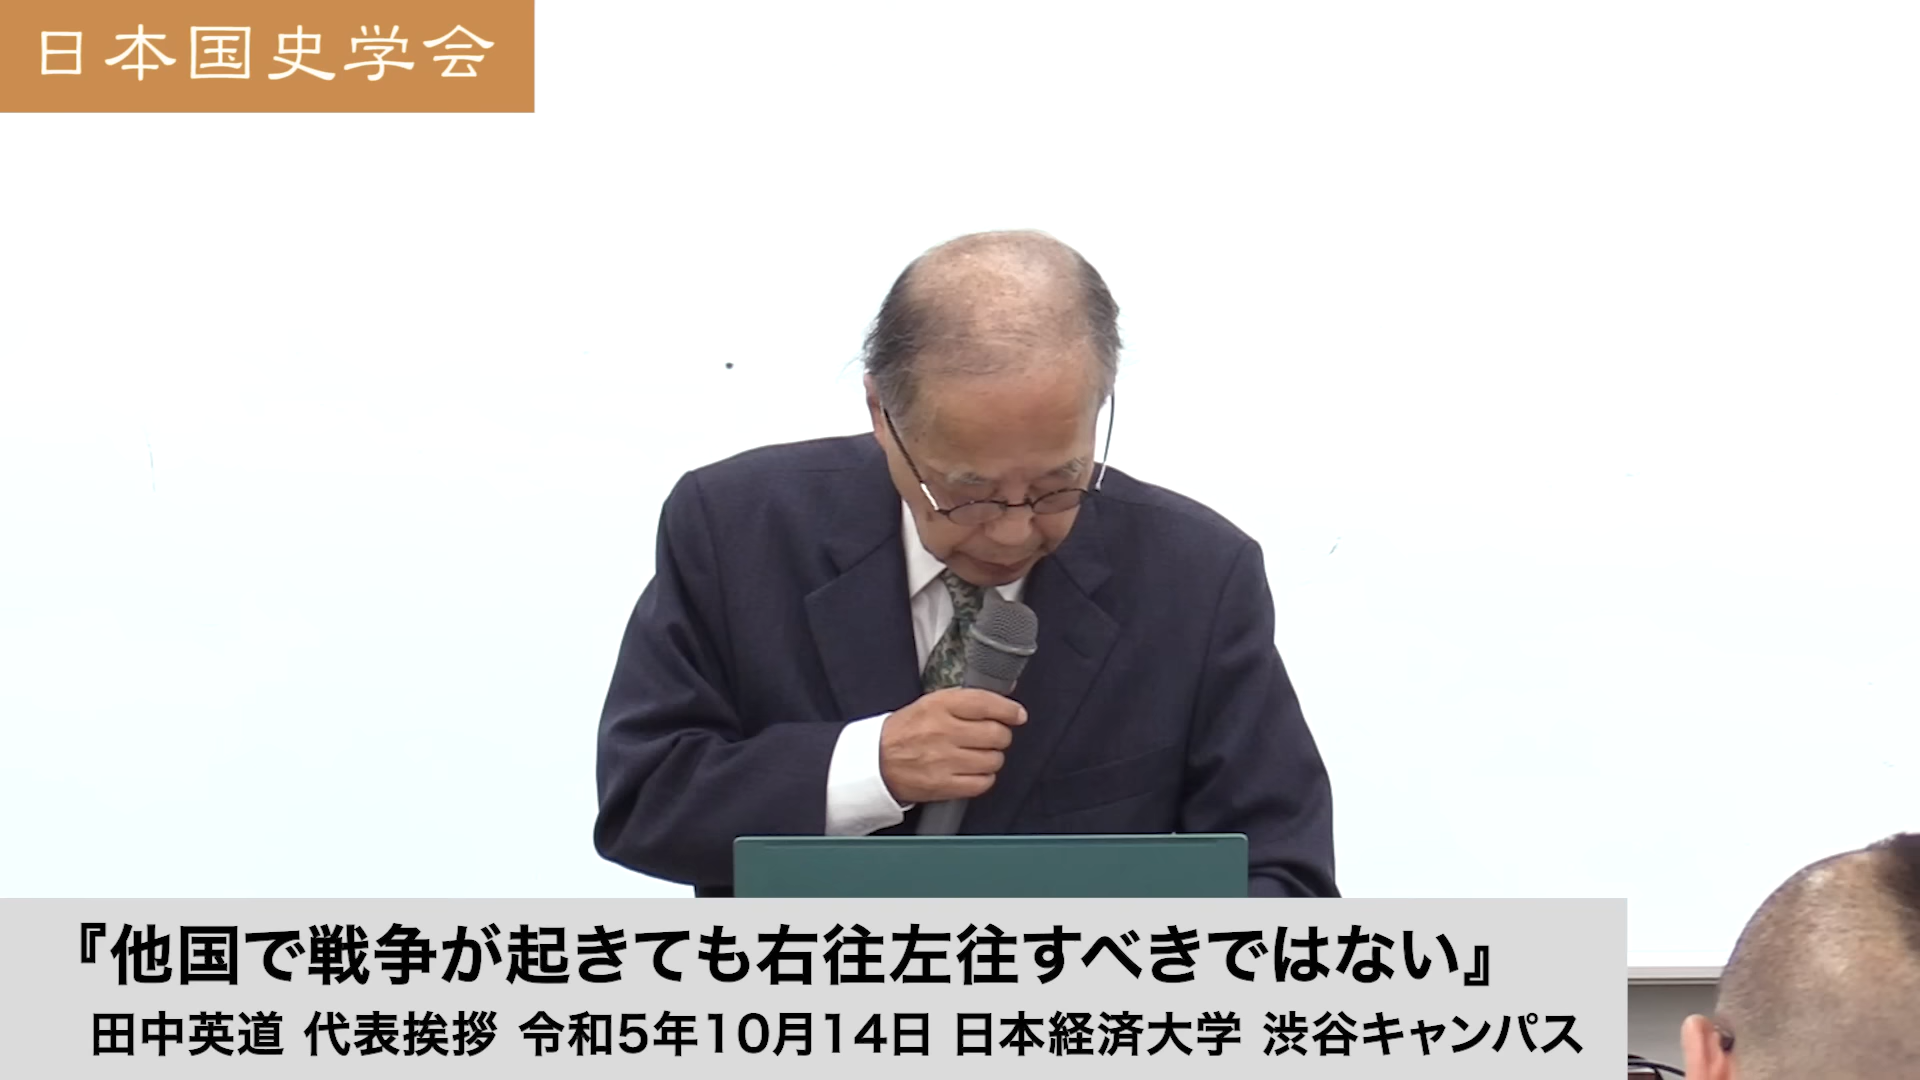 日本国史学会
『他国で戦争が起きても右往左往すべきではない』
田中英道 代表挨拶 令和5年10月14日 日本経済大学 渋谷キャンパス